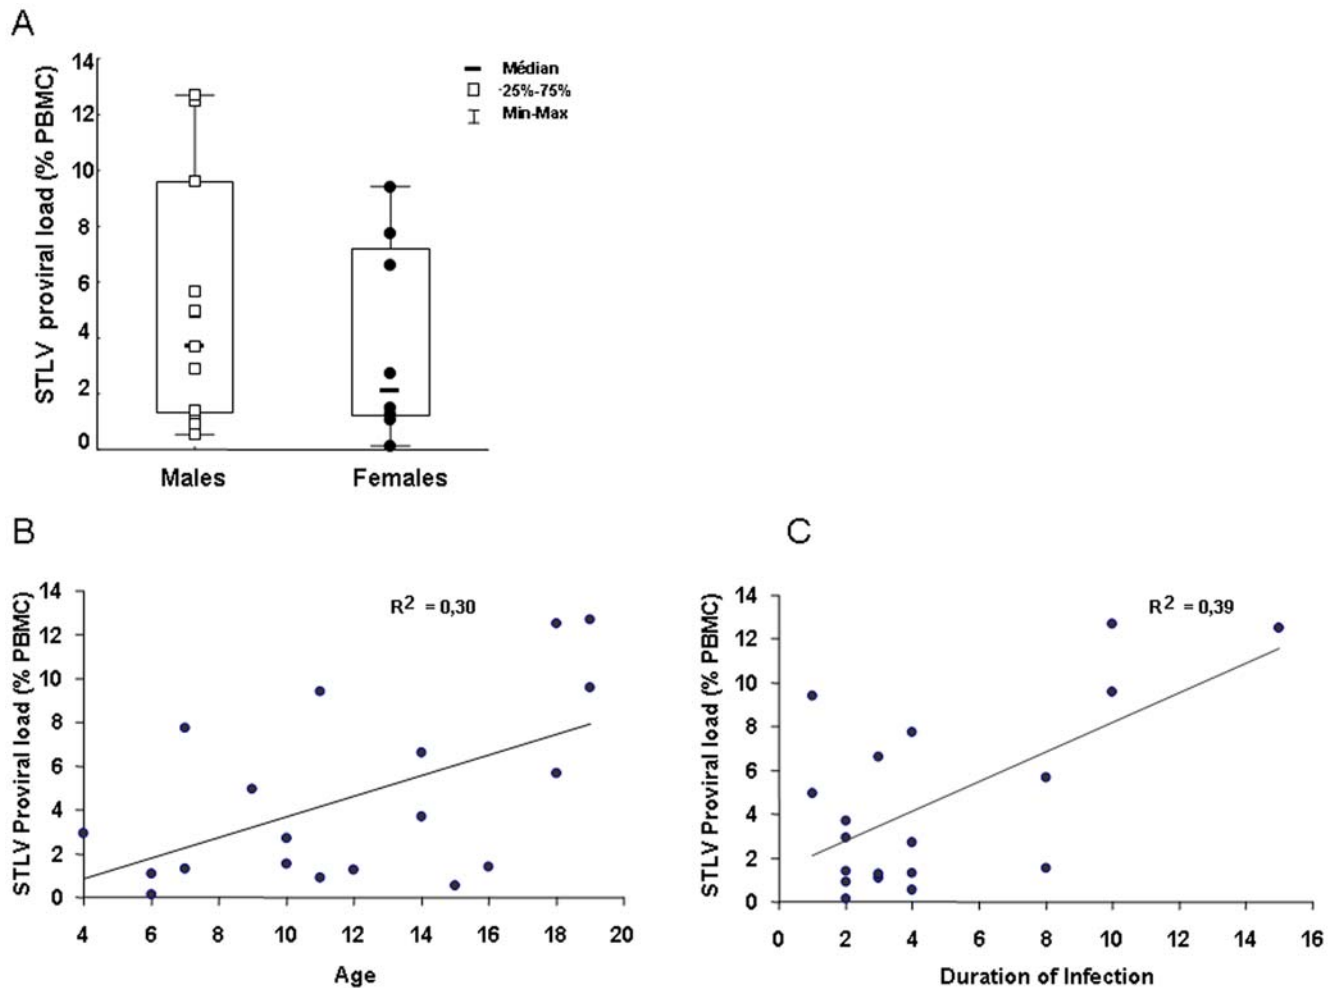 A
STLV proviral load (% PBMC)
14
12
10
8
6
4
2
0
Médian
25%-75%
Min-Max
Males
Females
B
STLV Proviral load (% PBMC)
14
12
10
8
6
4
2
0
R2 = 0,30
4 6 8 10 12 14 16 18 20
Age
C
STLV Proviral load (% PBMC)
14
12
10
8
6
4
2
0
R2 = 0,39
0 2 4 6 8 10 12 14 16
Duration of Infection